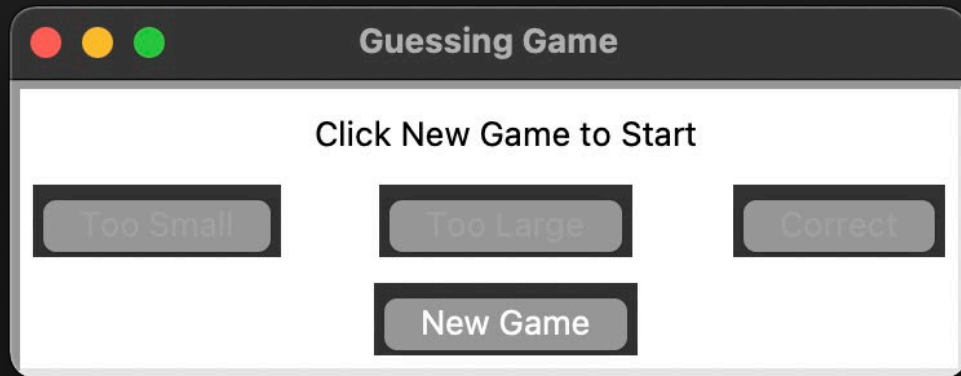 Guessing Game
Click New Game to Start
Too Small Too Large Correct
New Game